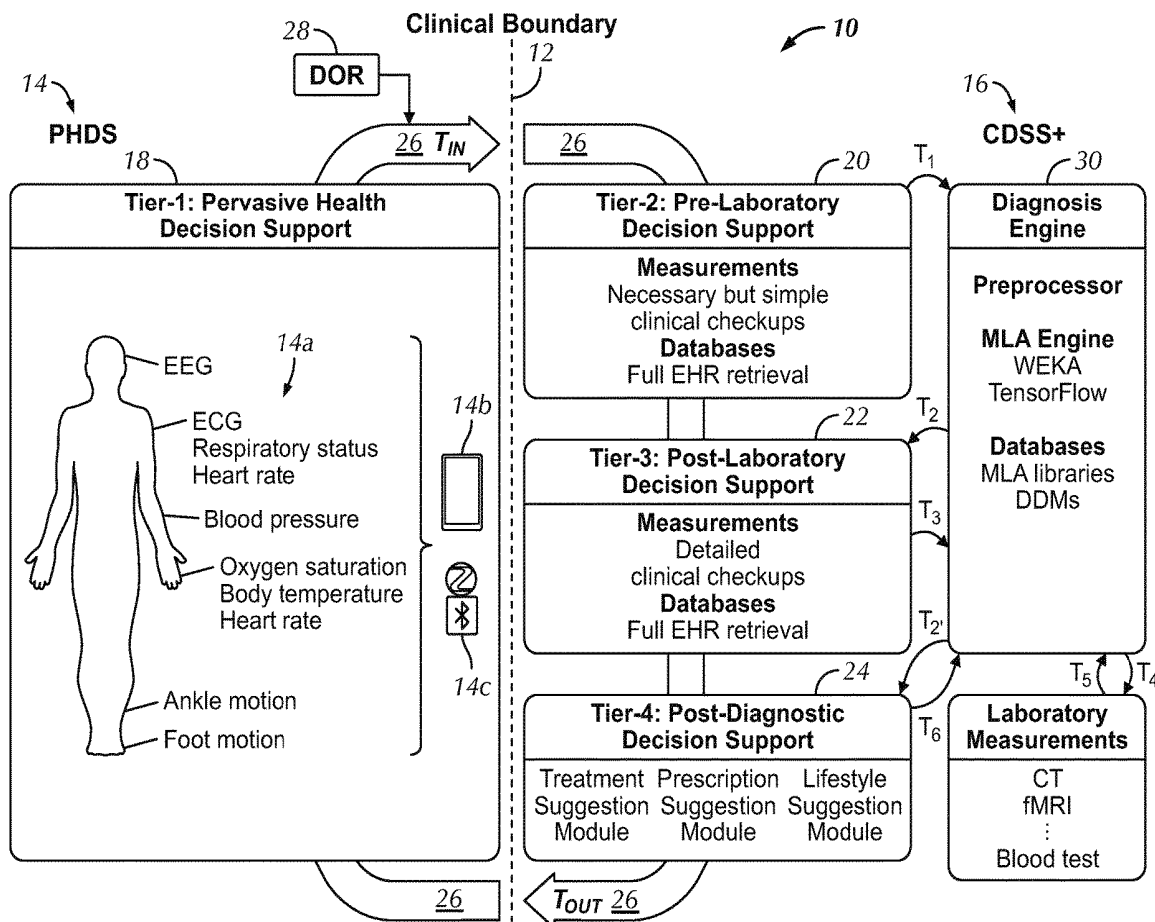 Clinical Boundary
10
28
DOR
12
14
PHDS
16
CDSS+
26 T_IN
26
18
Tier-1: Pervasive Health
Decision Support
14a
EEG
ECG
Respiratory status
Heart rate
Blood pressure
Oxygen saturation
Body temperature
Heart rate
Ankle motion
Foot motion
14b
14c
20
Tier-2: Pre-Laboratory
Decision Support
Measurements
Necessary but simple
clinical checkups
Databases
Full EHR retrieval
T1
30
Diagnosis
Engine
Preprocessor
MLA Engine
WEKA
TensorFlow
Databases
MLA libraries
DDMs
T2
22
Tier-3: Post-Laboratory
Decision Support
Measurements
Detailed
clinical checkups
Databases
Full EHR retrieval
T3
T2'
T5
T4
24
Tier-4: Post-Diagnostic
Decision Support
T6
Treatment
Suggestion
Module
Prescription
Suggestion
Module
Lifestyle
Suggestion
Module
Laboratory
Measurements
CT
fMRI
⋮
Blood test
26
T_OUT 26